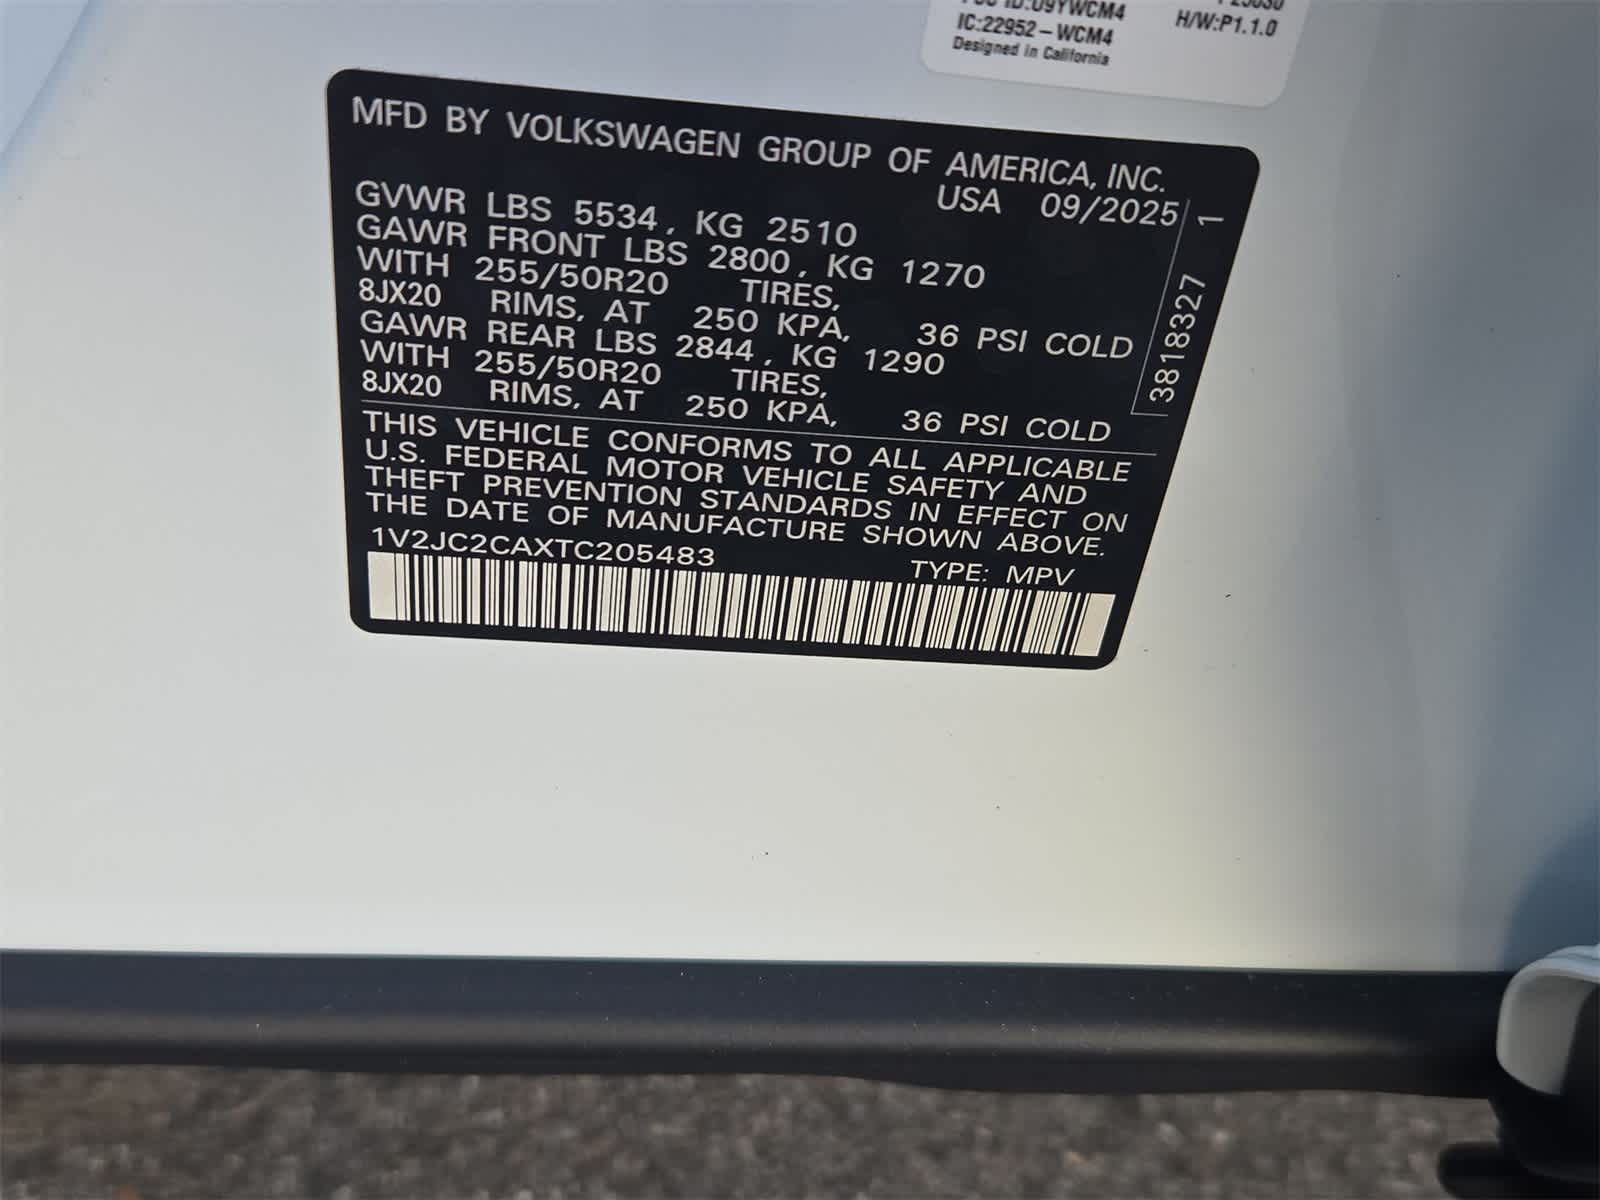 ID:U9YWCM4
IC:22952-WCM4
Designed in California
H/W:P1.1.0
MFD BY VOLKSWAGEN GROUP OF AMERICA, INC.
USA 09/2025
GVWR LBS 5534, KG 2510
GAWR FRONT LBS 2800, KG 1270
WITH 255/50R20 TIRES,
8JX20 RIMS, AT 250 KPA, 36 PSI COLD
GAWR REAR LBS 2844, KG 1290
WITH 255/50R20 TIRES,
8JX20 RIMS, AT 250 KPA, 36 PSI COLD
THIS VEHICLE CONFORMS TO ALL APPLICABLE
U.S. FEDERAL MOTOR VEHICLE SAFETY AND
THEFT PREVENTION STANDARDS IN EFFECT ON
THE DATE OF MANUFACTURE SHOWN ABOVE.
1V2JC2CAXTC205483
TYPE: MPV
3818327 1